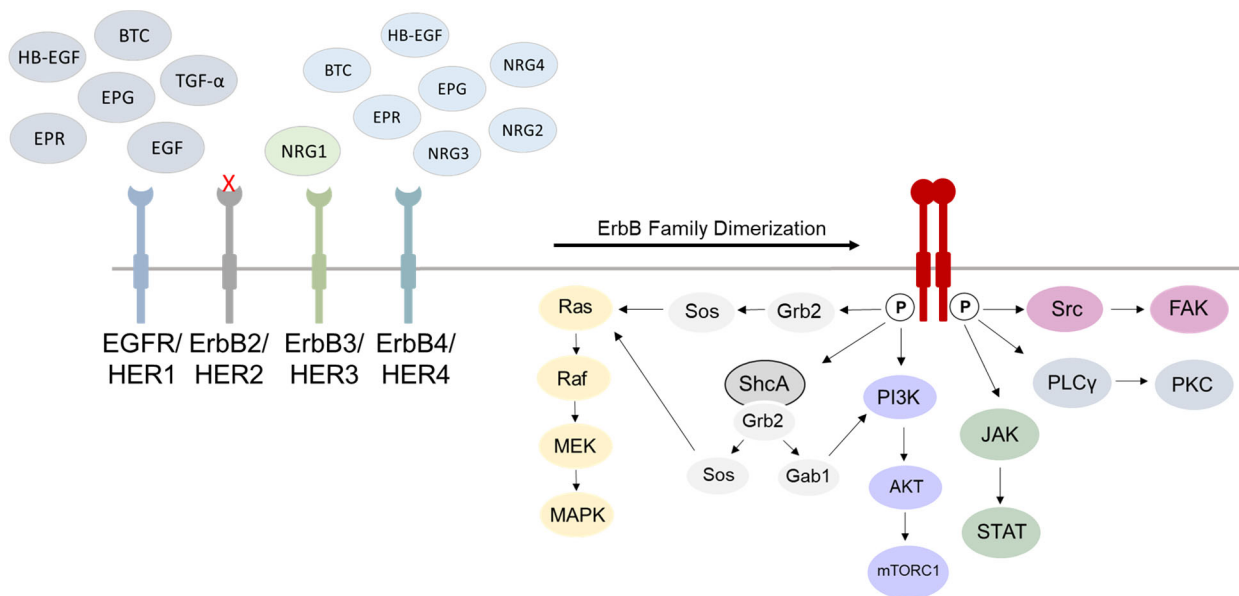 HB-EGF
BTC
TGF-α
EPG
EPR
EGF
NRG1
HB-EGF
BTC
NRG4
EPG
EPR
NRG2
NRG3
X
EGFR/
HER1
ErbB2/
HER2
ErbB3/
HER3
ErbB4/
HER4
ErbB Family Dimerization
P
P
Ras
Sos
Grb2
Src
FAK
Raf
ShcA
Grb2
PI3K
PLCγ
PKC
MEK
Sos
Gab1
AKT
JAK
MAPK
mTORC1
STAT